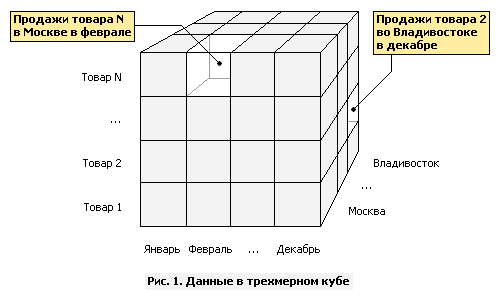 Продажи товара N
в Москве в феврале
Продажи товара 2
во Владивостоке
в декабре
Товар N
...
Товар 2
Товар 1
Владивосток
...
Москва
Январь Февраль ... Декабрь
Рис. 1. Данные в трехмерном кубе